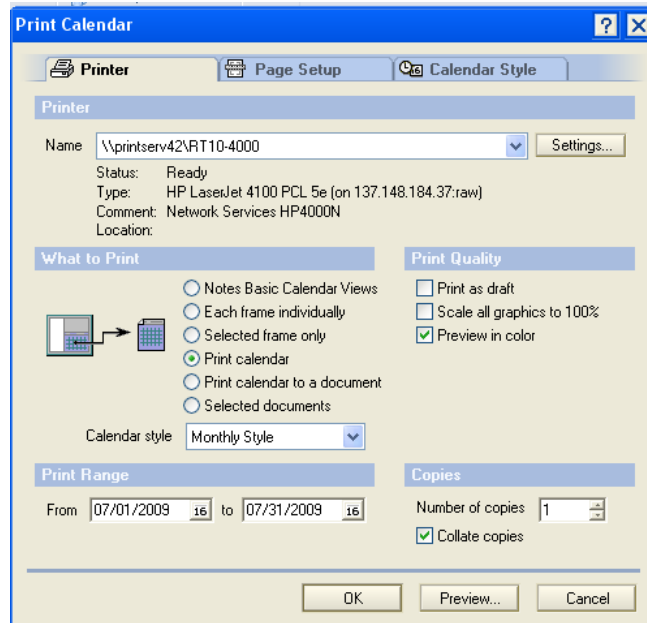 Print Calendar
? X
Printer Page Setup 16 Calendar Style
Printer
Name \\printserv42\RT10-4000 Settings...
Status: Ready
Type: HP LaserJet 4100 PCL 5e (on 137.148.184.37:raw)
Comment: Network Services HP4000N
Location:
What to Print Print Quality
Notes Basic Calendar Views Print as draft
Each frame individually Scale all graphics to 100%
Selected frame only Preview in color
Print calendar
Print calendar to a document
Selected documents
Calendar style Monthly Style
Print Range Copies
From 07/01/2009 16 to 07/31/2009 16 Number of copies 1
Collate copies
OK Preview... Cancel